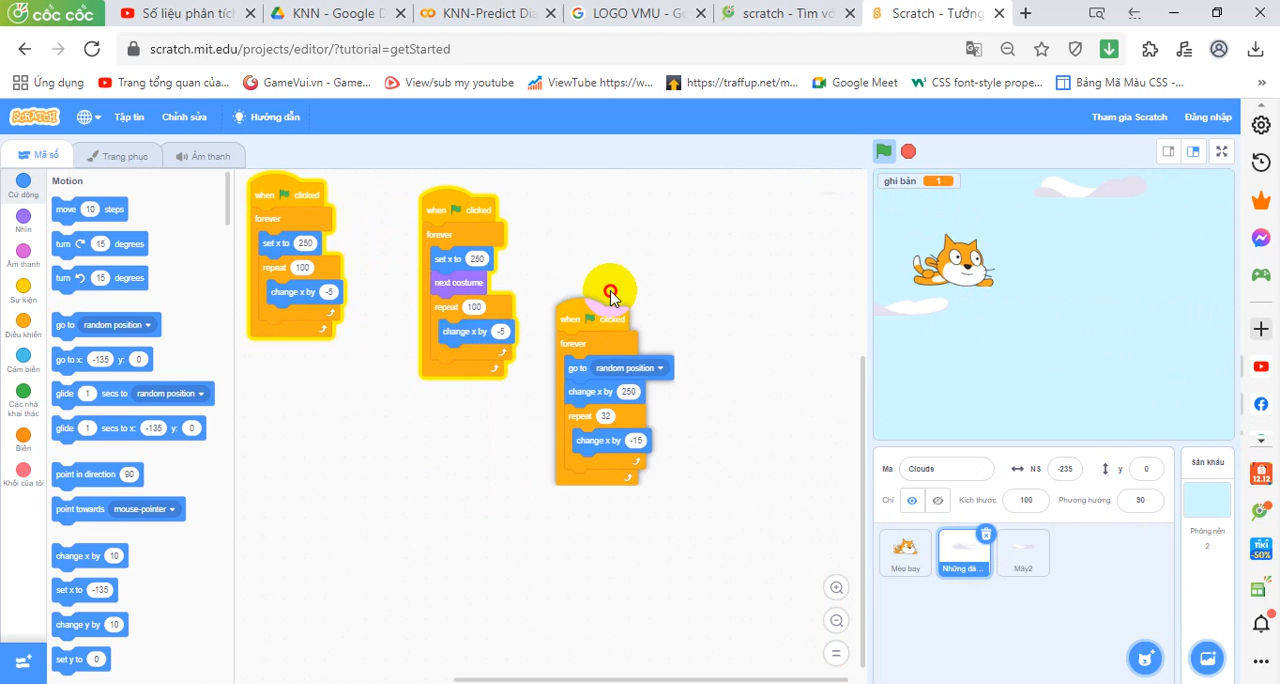 CỐC CỐC
Số liệu phân tích
KNN - Google D
KNN-Predict Dia
LOGO VMU - Go
scratch - Tìm vớ
Scratch - Tưởng
scratch.mit.edu/projects/editor/?tutorial=getStarted
Ứng dụng
Trang tổng quan của...
GameVui.vn - Game...
View/sub my youtube
ViewTube https://w...
https://traffup.net/m...
Google Meet
CSS font-style prope...
Bảng Mã Màu CSS -...
SCRATCH
Tập tin
Chỉnh sửa
Hướng dẫn
Tham gia Scratch
Đăng nhập
Mã số
Trang phục
Âm thanh
Cử động
Nhìn
Âm thanh
Sự kiện
Điều khiển
Cảm biến
Các nhà
khai thác
Biến
Khối của tôi
Motion
move 10 steps
turn 15 degrees
turn 15 degrees
go to random position
go to x: -135 y: 0
glide 1 secs to random position
glide 1 secs to x: -135 y: 0
point in direction 90
point towards mouse-pointer
change x by 10
set x to -135
change y by 10
set y to 0
when clicked
forever
set x to 250
repeat 100
change x by -5
when clicked
forever
set x to 250
next costume
repeat 100
change x by -5
when clicked
forever
go to random position
change x by 250
repeat 32
change x by -15
ghi bàn 1
Ma Clouds NS -235 y 0
Chỉ Kích thước 100 Phương hướng 90
Mèo bay
Những đá...
Mây2
Sân khấu
Phông nền
2
12.12
TIKI
-50%